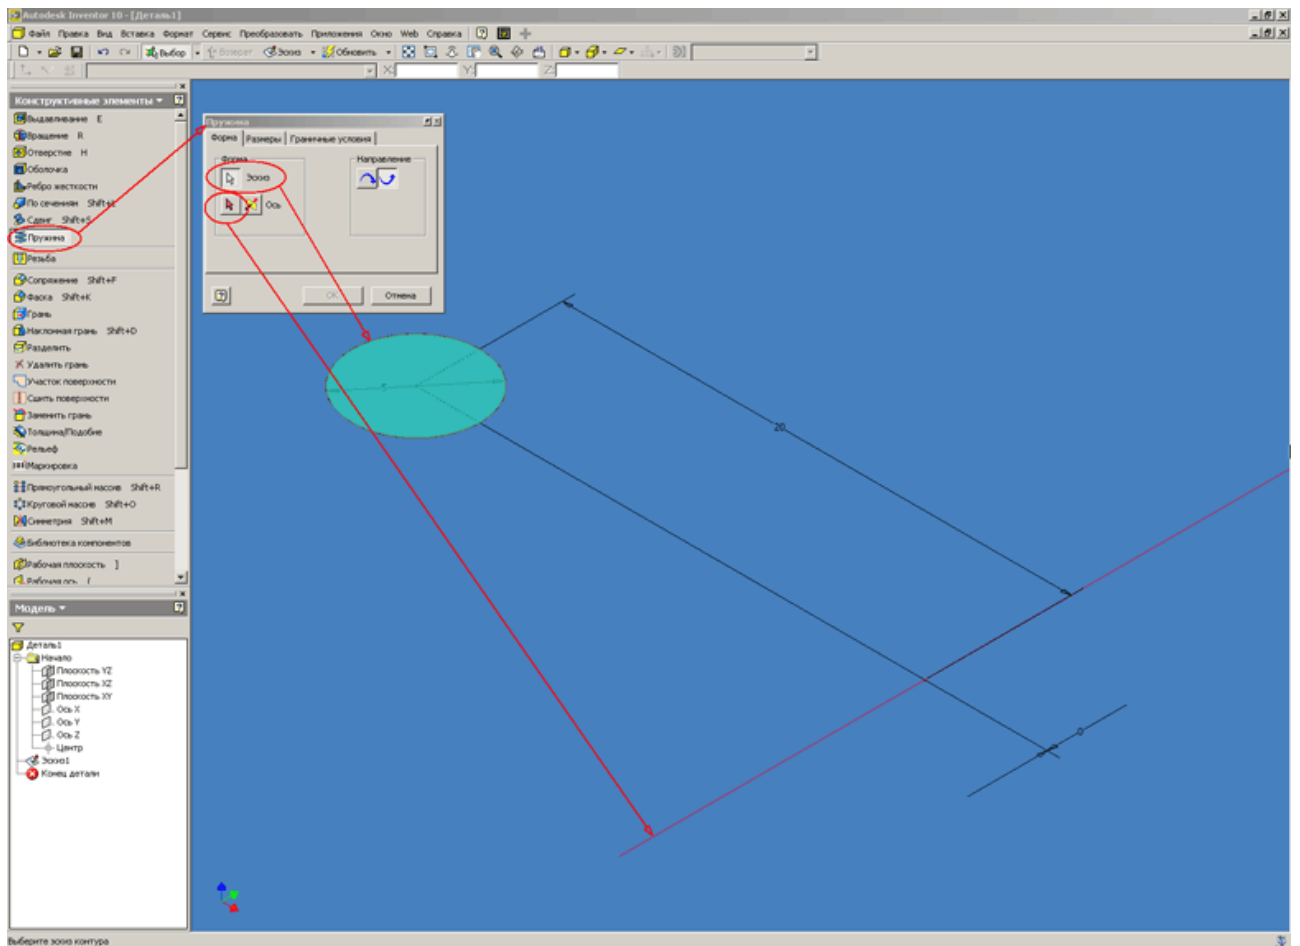 Autodesk Inventor 10 - [Деталь1]
Файл Правка Вид Вставка Формат Сервис Преобразовать Приложения Окно Web Справка
Выбор Возврат Эскиз Обновить
X: Y: Z:
Конструктивные элементы
Выдавливание E
Вращение R
Отверстие H
Оболочка
Ребро жесткости
По сечениям Shift+L
Сдвиг Shift+S
Пружина
Резьба
Сопряжение Shift+F
Фаска Shift+K
Грань
Наклонная грань Shift+D
Разделить
Удалить грань
Участок поверхности
Сшить поверхности
Заменить грань
Толщина/Подобие
Рельеф
Маркировка
Прямоугольный массив Shift+R
Круговой массив Shift+O
Симметрия Shift+M
Библиотека компонентов
Рабочая плоскость ]
Рабочая ось /
Пружина
Форма Размеры Граничные условия
Форма Направление
Эскиз
Ось
OK Отмена
5
20
0
Модель
Деталь1
Начало
Плоскость YZ
Плоскость XZ
Плоскость XY
Ось X
Ось Y
Ось Z
Центр
Эскиз1
Конец детали
Выберите эскиз контура